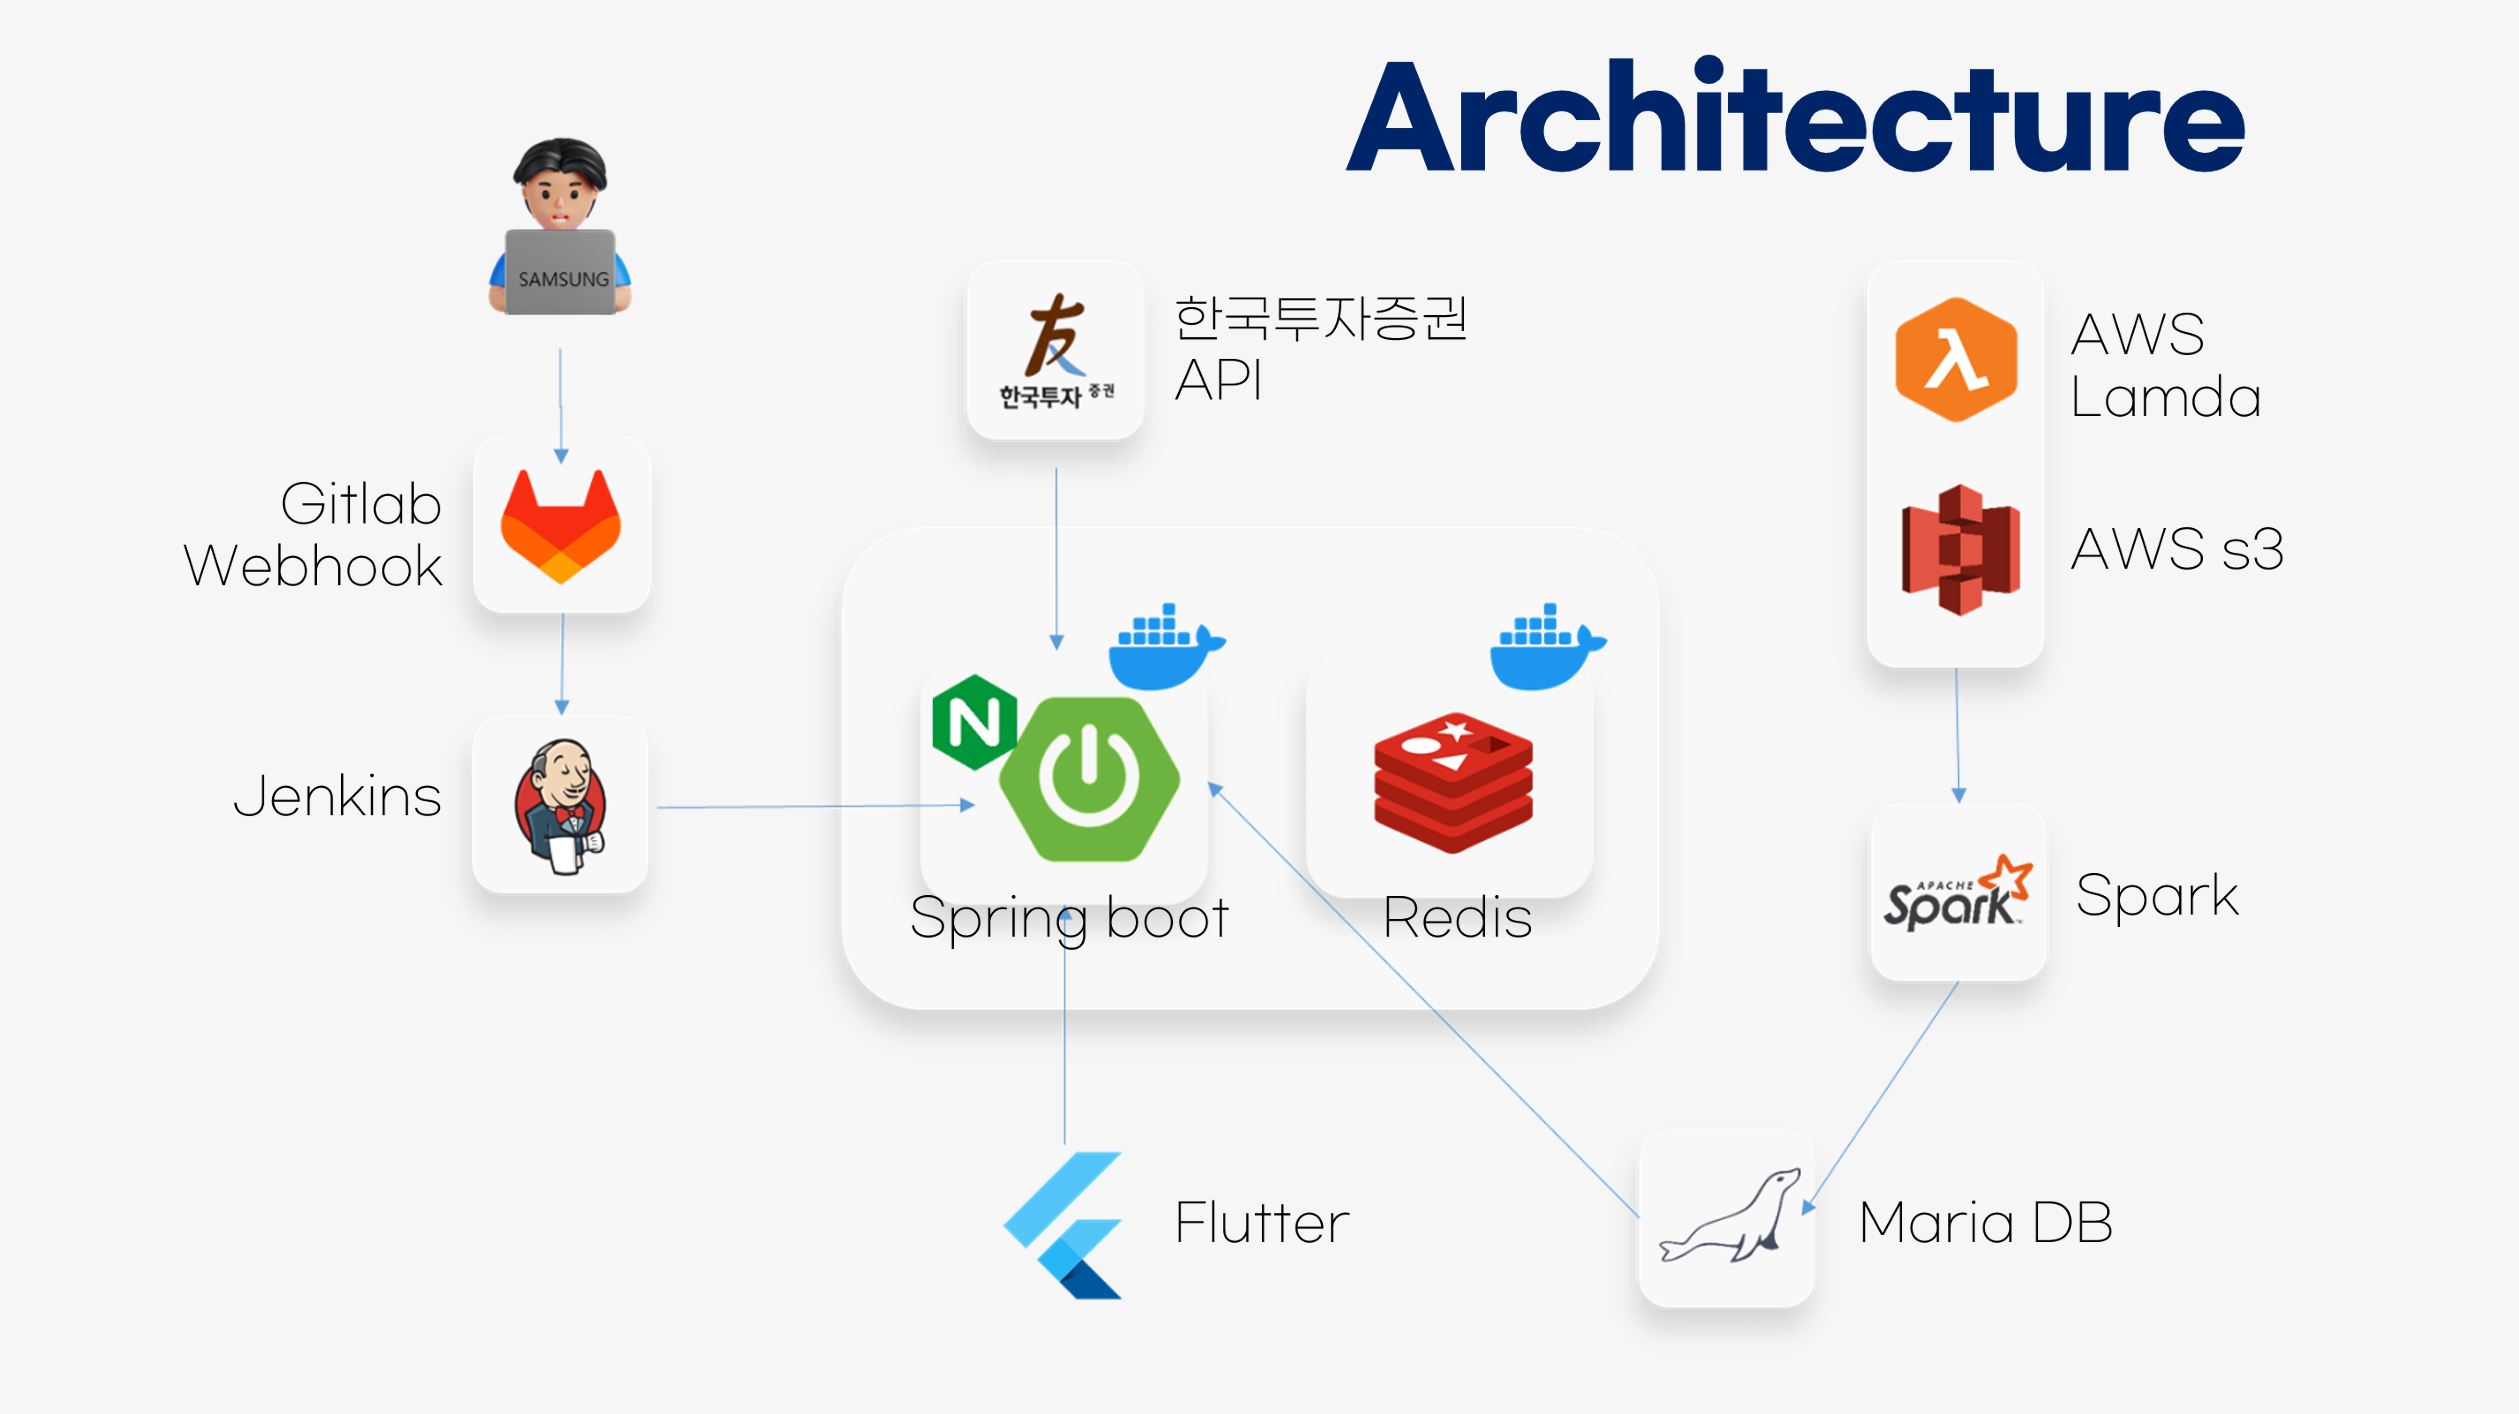 Architecture
SAMSUNG
한국투자 증권
한국투자증권
API
AWS
Lamda
Gitlab
Webhook
AWS s3
N
Jenkins
APACHE
Spark™
Spark
Spring boot
Redis
Flutter
Maria DB